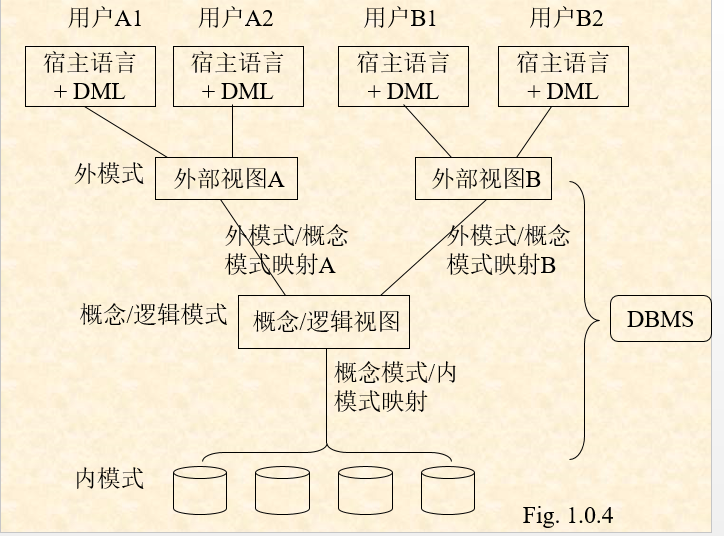 用户A1
用户A2
用户B1
用户B2
宿主语言
+ DML
宿主语言
+ DML
宿主语言
+ DML
宿主语言
+ DML
外模式
外部视图A
外部视图B
外模式/概念
模式映射A
外模式/概念
模式映射B
概念/逻辑模式
概念/逻辑视图
DBMS
概念模式/内
模式映射
内模式
Fig. 1.0.4